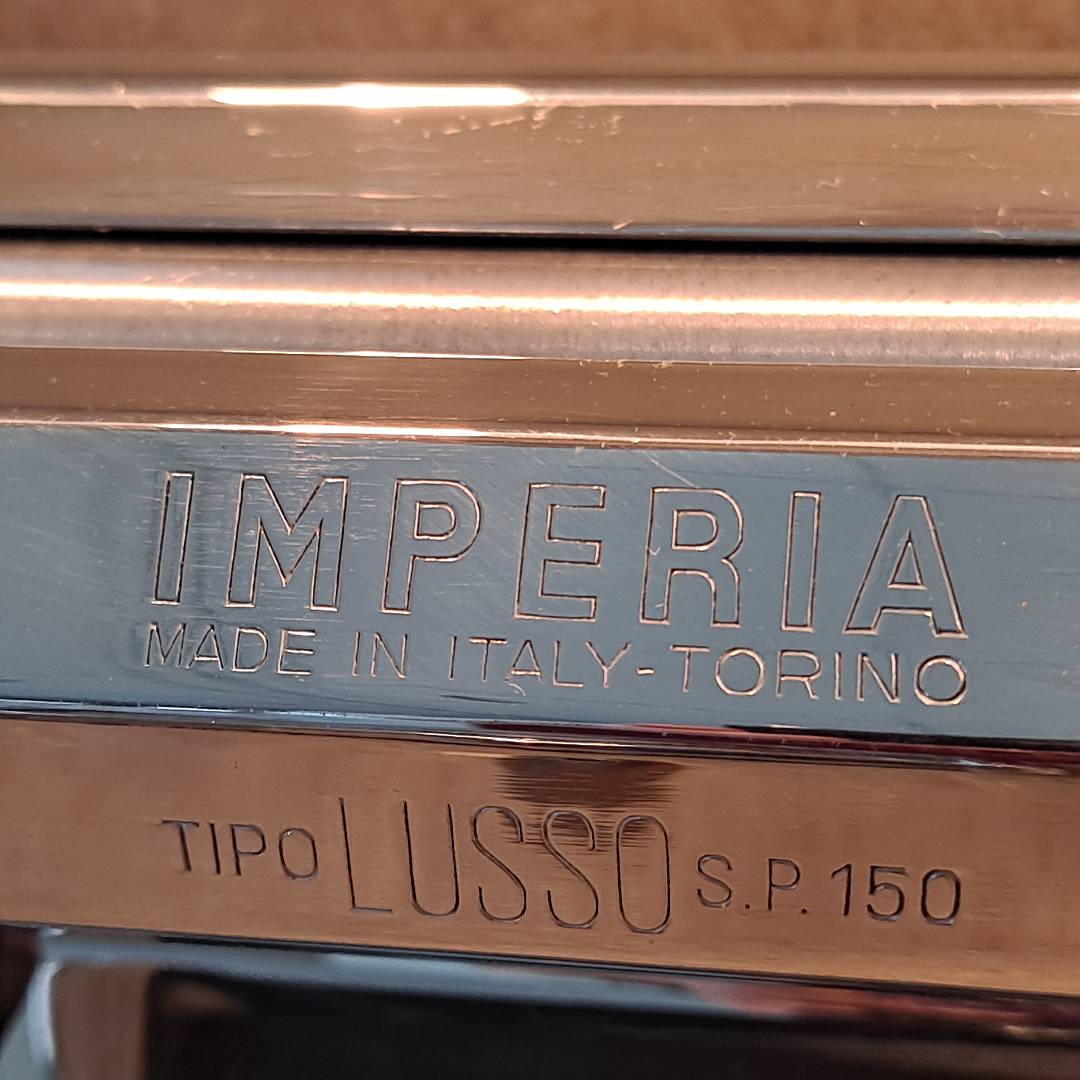 IMPERIA
MADE IN ITALY-TORINO
TIPO LUSSO S.P. 150